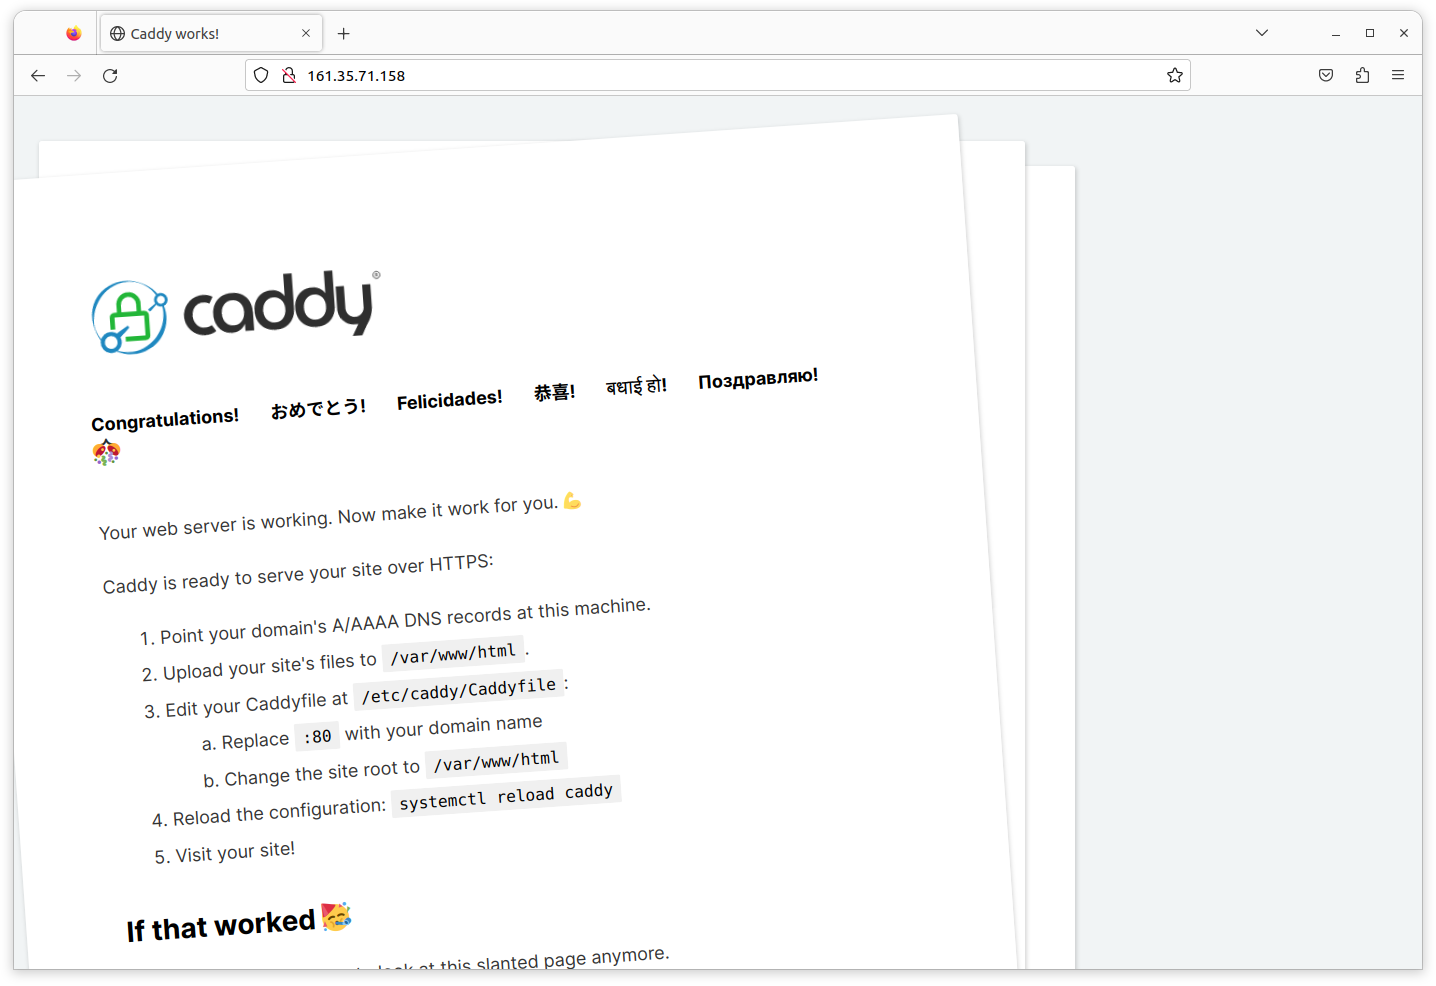 Caddy works!
161.35.71.158
caddy®
Congratulations! おめでとう! Felicidades! 恭喜! बधाई हो! Поздравляю!
🎊
Your web server is working. Now make it work for you. 💪
Caddy is ready to serve your site over HTTPS:
1. Point your domain's A/AAAA DNS records at this machine.
2. Upload your site's files to /var/www/html.
3. Edit your Caddyfile at /etc/caddy/Caddyfile:
a. Replace :80 with your domain name
b. Change the site root to /var/www/html
4. Reload the configuration: systemctl reload caddy
5. Visit your site!
If that worked 🥳
look at this slanted page anymore.